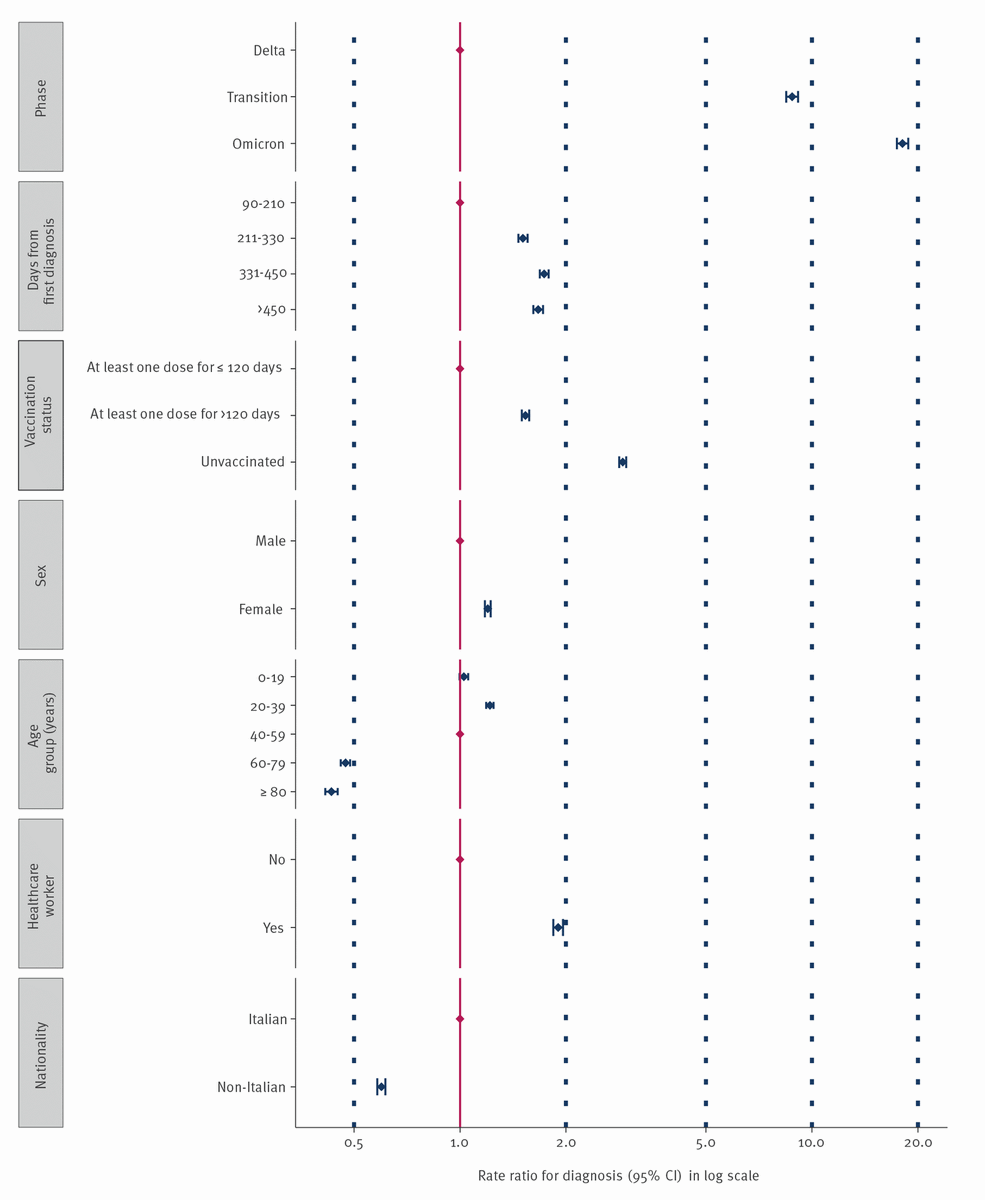 Phase
Delta
Transition
Omicron
Days from
first diagnosis
90-210
211-330
331-450
>450
Vaccination
status
At least one dose for ≤ 120 days
At least one dose for >120 days
Unvaccinated
Sex
Male
Female
Age
group (years)
0-19
20-39
40-59
60-79
≥ 80
Healthcare
worker
No
Yes
Nationality
Italian
Non-Italian
0.5 1.0 2.0 5.0 10.0 20.0
Rate ratio for diagnosis (95% CI) in log scale